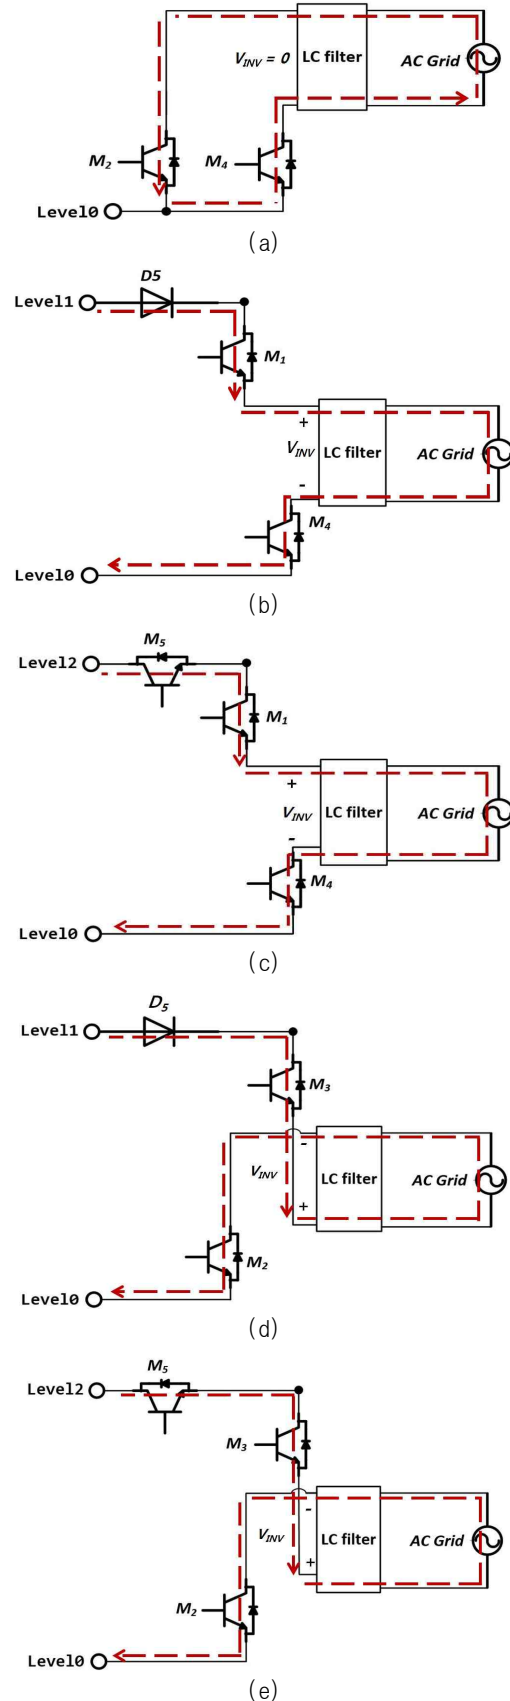 V_INV = 0 LC filter AC Grid
M₂ M₄
Level0
(a)
D5
Level1
M₁
+
V_INV LC filter AC Grid
-
M₄
Level0
(b)
M₅
Level2
M₁
+
V_INV LC filter AC Grid
-
M₄
Level0
(c)
D₅
Level1
M₃
-
V_INV LC filter AC Grid
+
M₂
Level0
(d)
M₅
Level2
M₃
-
V_INV LC filter AC Grid
+
M₂
Level0
(e)